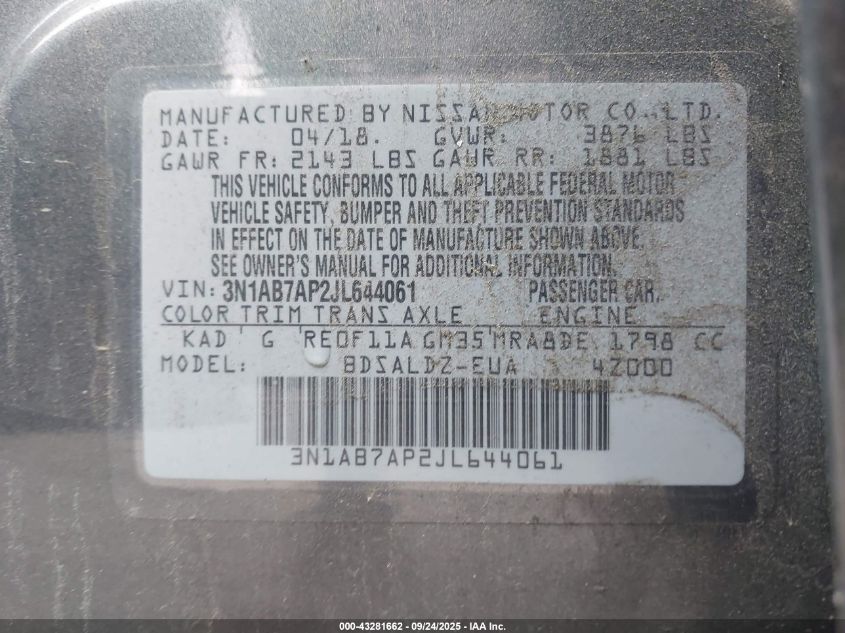 MANUFACTURED BY NISSAN MOTOR CO., LTD.
DATE: 04/18. GVWR: 3876 LBS
GAWR FR: 2143 LBS GAWR RR: 1881 LBS
THIS VEHICLE CONFORMS TO ALL APPLICABLE FEDERAL MOTOR
VEHICLE SAFETY, BUMPER AND THEFT PREVENTION STANDARDS
IN EFFECT ON THE DATE OF MANUFACTURE SHOWN ABOVE.
SEE OWNER'S MANUAL FOR ADDITIONAL INFORMATION.
VIN: 3N1AB7AP2JL644061 PASSENGER CAR.
COLOR TRIM TRANS AXLE ENGINE
KAD G RE0F11A GM35 MRA8DE 1798 CC
MODEL: BDSALDZ-EUA 4Z000
3N1AB7AP2JL644061
000-43281662 - 09/24/2025 - IAA Inc.